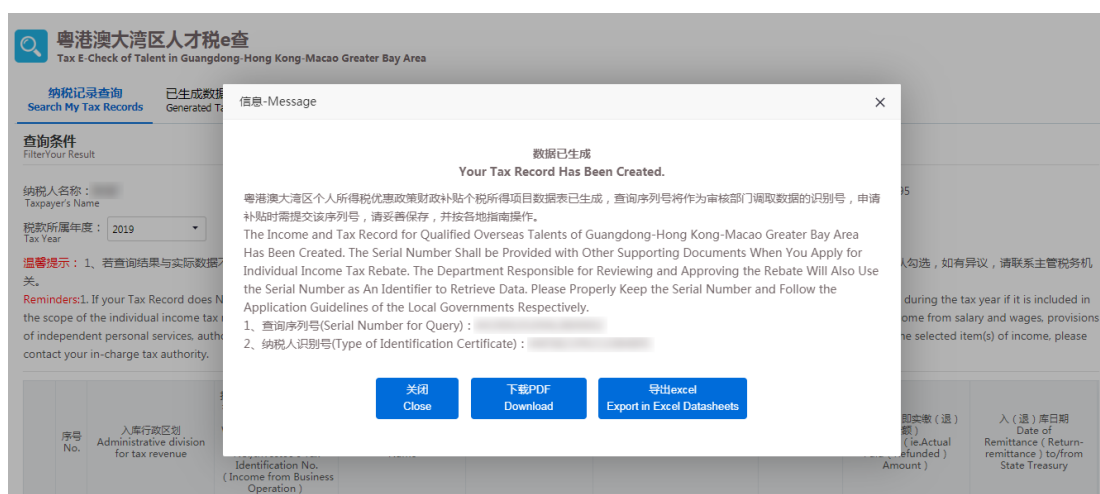 粤港澳大湾区人才税e查
Tax E-Check of Talent in Guangdong-Hong Kong-Macao Greater Bay Area
纳税记录查询
Search My Tax Records
已生成数据
Generated
信息-Message
×
查询条件
FilterYour Result
纳税人名称：
Taxpayer's Name
95
税款所属年度：
2019
Tax Year
温馨提示：1、若查询结果与实际数据
勾选，如有异议，请联系主管税务机
关。
Reminders:1. If your Tax Record does
during the tax year if it is included in
the scope of the individual income tax
ome from salary and wages, provisions
of independent personal services,
he selected item(s) of income, please
contact your in-charge tax authority.
数据已生成
Your Tax Record Has Been Created.
粤港澳大湾区个人所得税优惠政策财政补贴个税所得项目数据表已生成，查询序列号将作为审核部门调取数据的识别号，申请
补贴时需提交该序列号，请妥善保存，并按各地指南操作。
The Income and Tax Record for Qualified Overseas Talents of Guangdong-Hong Kong-Macao Greater Bay Area
Has Been Created. The Serial Number Shall be Provided with Other Supporting Documents When You Apply for
Individual Income Tax Rebate. The Department Responsible for Reviewing and Approving the Rebate Will Also Use
the Serial Number as An Identifier to Retrieve Data. Please Properly Keep the Serial Number and Follow the
Application Guidelines of the Local Governments Respectively.
1、查询序列号(Serial Number for Query)：
2、纳税人识别号(Type of Identification Certificate)：
关闭
Close
下载PDF
Download
导出excel
Export in Excel Datasheets
序号
No.
入库行政区划
Administrative division
for tax revenue
Identification No.
（Income from Business
Operation）
即实缴（退）
额）
（ie.Actual
efunded）
Amount）
入（退）库日期
Date of
Remittance（Return-
remittance）to/from
State Treasury